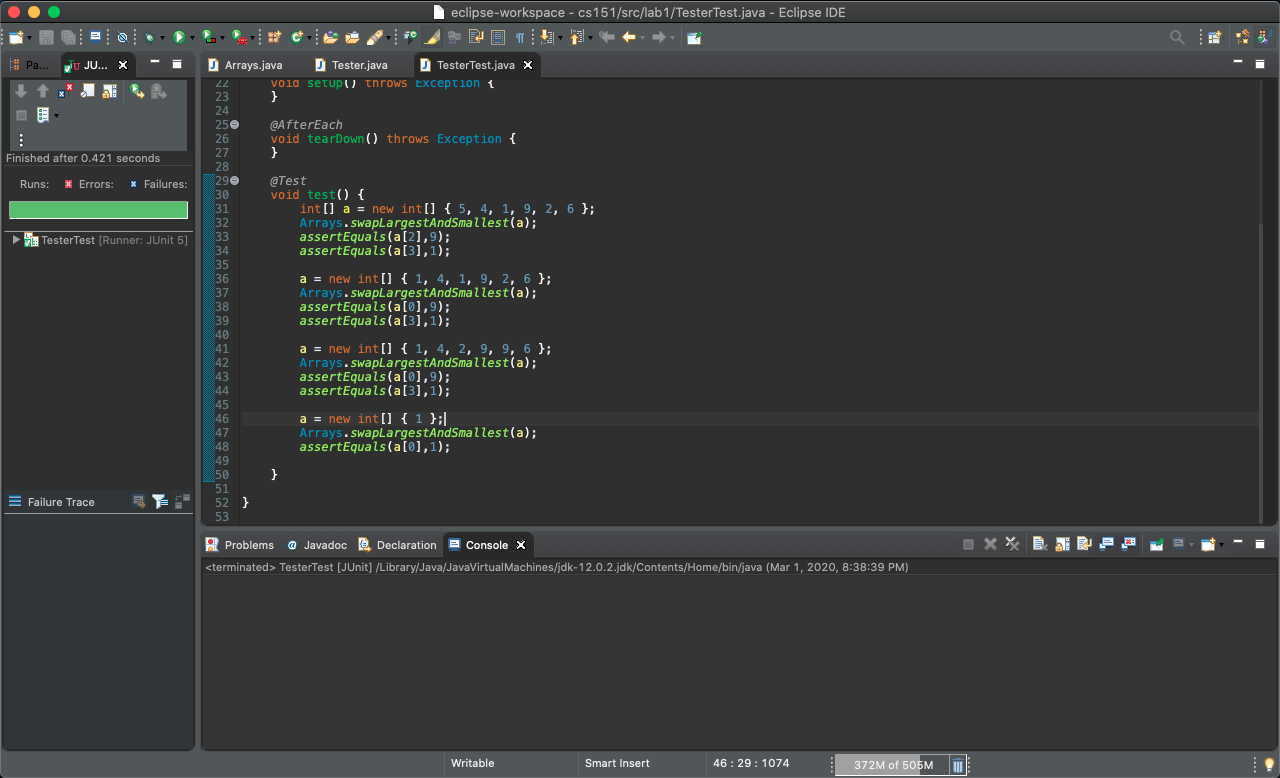 eclipse-workspace - cs151/src/lab1/TesterTest.java - Eclipse IDE
Pa...
JU...
Arrays.java
Tester.java
TesterTest.java
Finished after 0.421 seconds
Runs: Errors: Failures:
TesterTest [Runner: JUnit 5]
Failure Trace
22 void setUp() throws Exception {
23 }
24
25 @AfterEach
26 void tearDown() throws Exception {
27 }
28
29 @Test
30 void test() {
31 int[] a = new int[] { 5, 4, 1, 9, 2, 6 };
32 Arrays.swapLargestAndSmallest(a);
33 assertEquals(a[2],9);
34 assertEquals(a[3],1);
35
36 a = new int[] { 1, 4, 1, 9, 2, 6 };
37 Arrays.swapLargestAndSmallest(a);
38 assertEquals(a[0],9);
39 assertEquals(a[3],1);
40
41 a = new int[] { 1, 4, 2, 9, 9, 6 };
42 Arrays.swapLargestAndSmallest(a);
43 assertEquals(a[0],9);
44 assertEquals(a[3],1);
45
46 a = new int[] { 1 };
47 Arrays.swapLargestAndSmallest(a);
48 assertEquals(a[0],1);
49
50 }
51
52 }
53
Problems @ Javadoc Declaration Console
<terminated> TesterTest [JUnit] /Library/Java/JavaVirtualMachines/jdk-12.0.2.jdk/Contents/Home/bin/java (Mar 1, 2020, 8:38:39 PM)
Writable Smart Insert 46 : 29 : 1074 372M of 505M